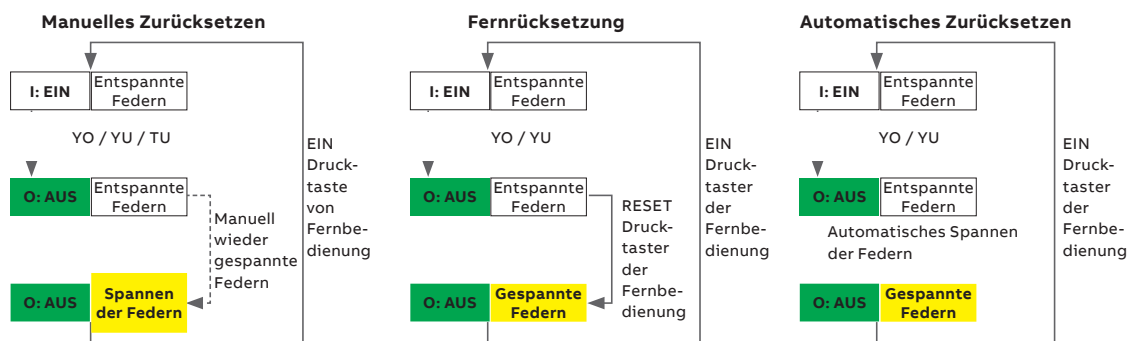 Manuelles Zurücksetzen
I: EIN
Entspannte
Federn
YO / YU / TU
O: AUS
Entspannte
Federn
Manuell
wieder
gespannte
Federn
EIN
Druck-
taste
von
Fernbe-
dienung
O: AUS
Spannen
der Federn
Fernrücksetzung
I: EIN
Entspannte
Federn
YO / YU
O: AUS
Entspannte
Federn
RESET
Druck-
taster
der
Fernbe-
dienung
EIN
Druck-
taster
der
Fernbe-
dienung
O: AUS
Gespannte
Federn
Automatisches Zurücksetzen
I: EIN
Entspannte
Federn
YO / YU
O: AUS
Entspannte
Federn
Automatisches Spannen
der Federn
EIN
Druck-
taster
der
Fernbe-
dienung
O: AUS
Gespannte
Federn